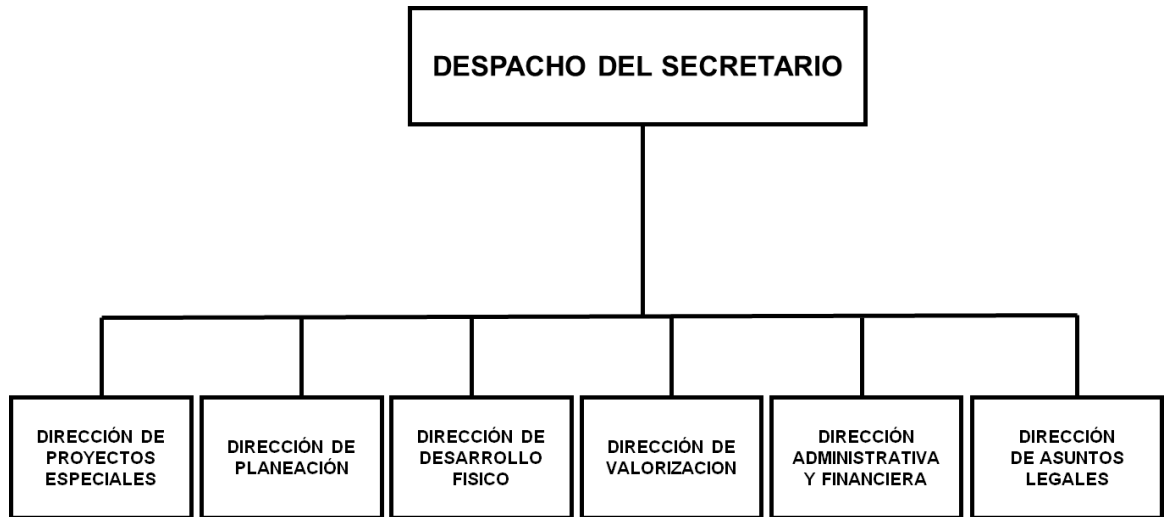 DESPACHO DEL SECRETARIO
DIRECCIÓN DE
PROYECTOS
ESPECIALES
DIRECCIÓN DE
PLANEACIÓN
DIRECCIÓN DE
DESARROLLO
FISICO
DIRECCIÓN DE
VALORIZACION
DIRECCIÓN
ADMINISTRATIVA
Y FINANCIERA
DIRECCIÓN
DE ASUNTOS
LEGALES